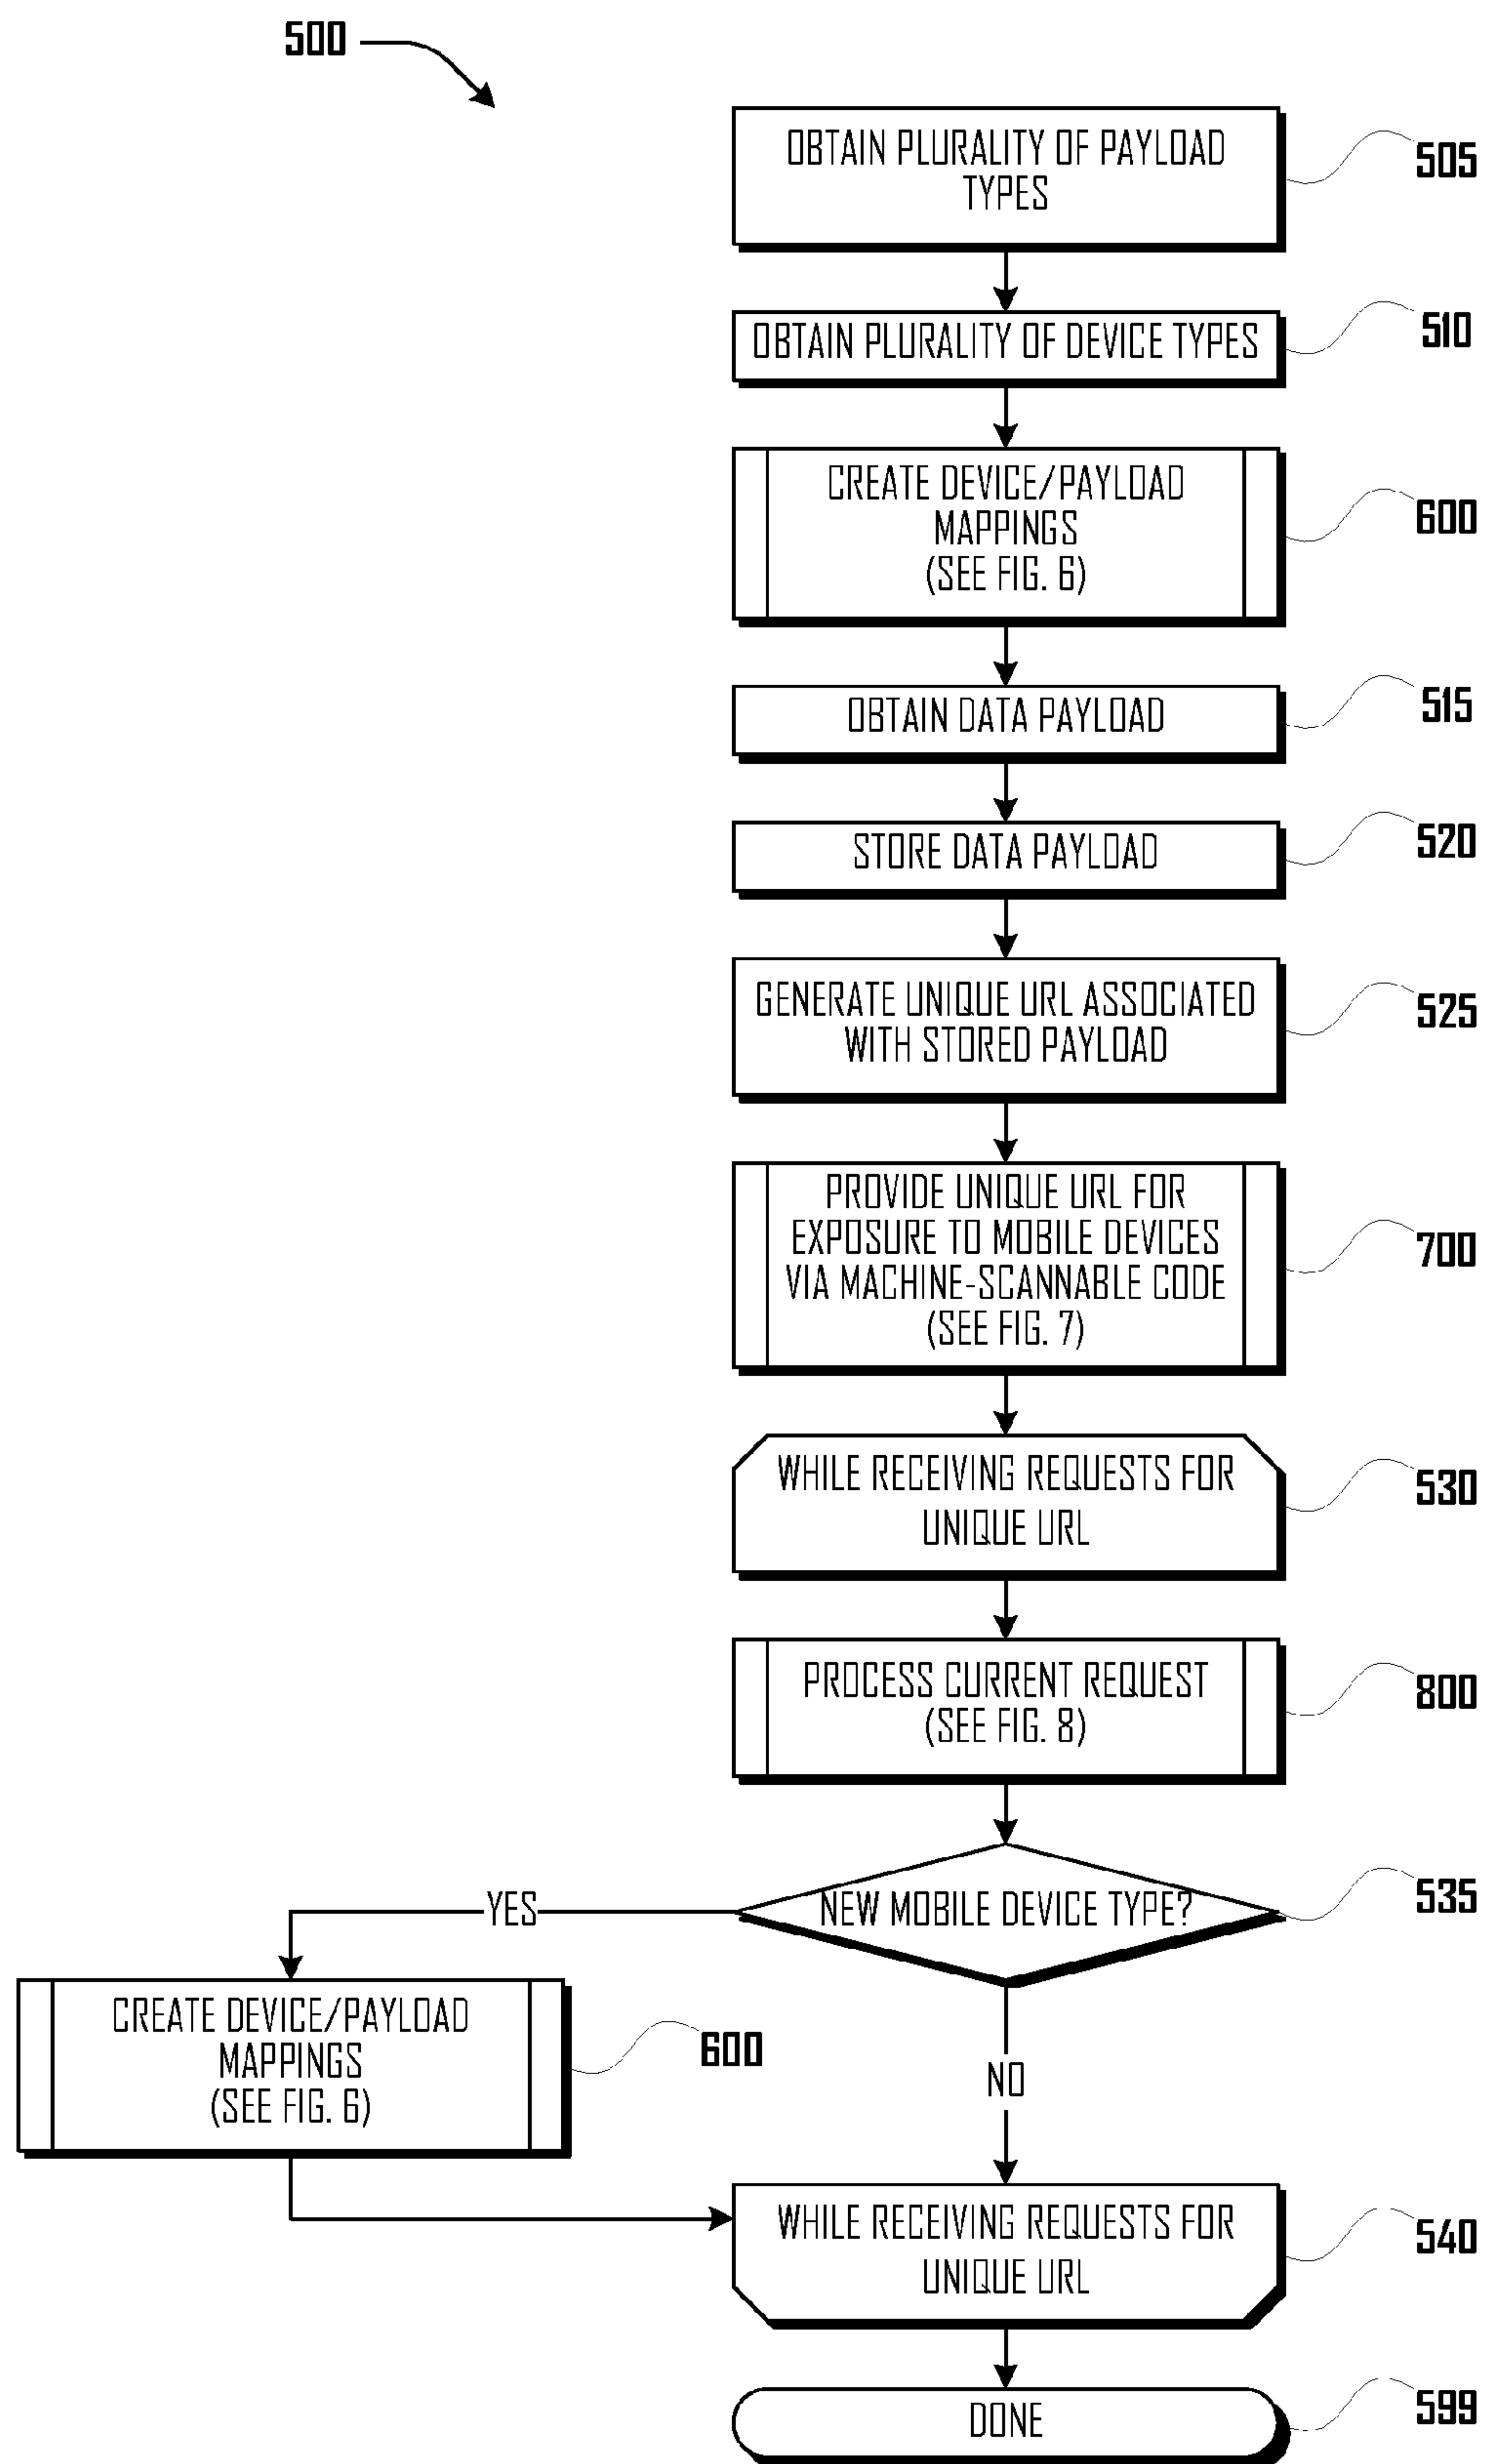 500
OBTAIN PLURALITY OF PAYLOAD
TYPES
505
OBTAIN PLURALITY OF DEVICE TYPES
510
CREATE DEVICE/PAYLOAD
MAPPINGS
(SEE FIG. 6)
600
OBTAIN DATA PAYLOAD
515
STORE DATA PAYLOAD
520
GENERATE UNIQUE URL ASSOCIATED
WITH STORED PAYLOAD
525
PROVIDE UNIQUE URL FOR
EXPOSURE TO MOBILE DEVICES
VIA MACHINE-SCANNABLE CODE
(SEE FIG. 7)
700
WHILE RECEIVING REQUESTS FOR
UNIQUE URL
530
PROCESS CURRENT REQUEST
(SEE FIG. 8)
800
NEW MOBILE DEVICE TYPE?
535
YES
CREATE DEVICE/PAYLOAD
MAPPINGS
(SEE FIG. 6)
600
NO
WHILE RECEIVING REQUESTS FOR
UNIQUE URL
540
DONE
599